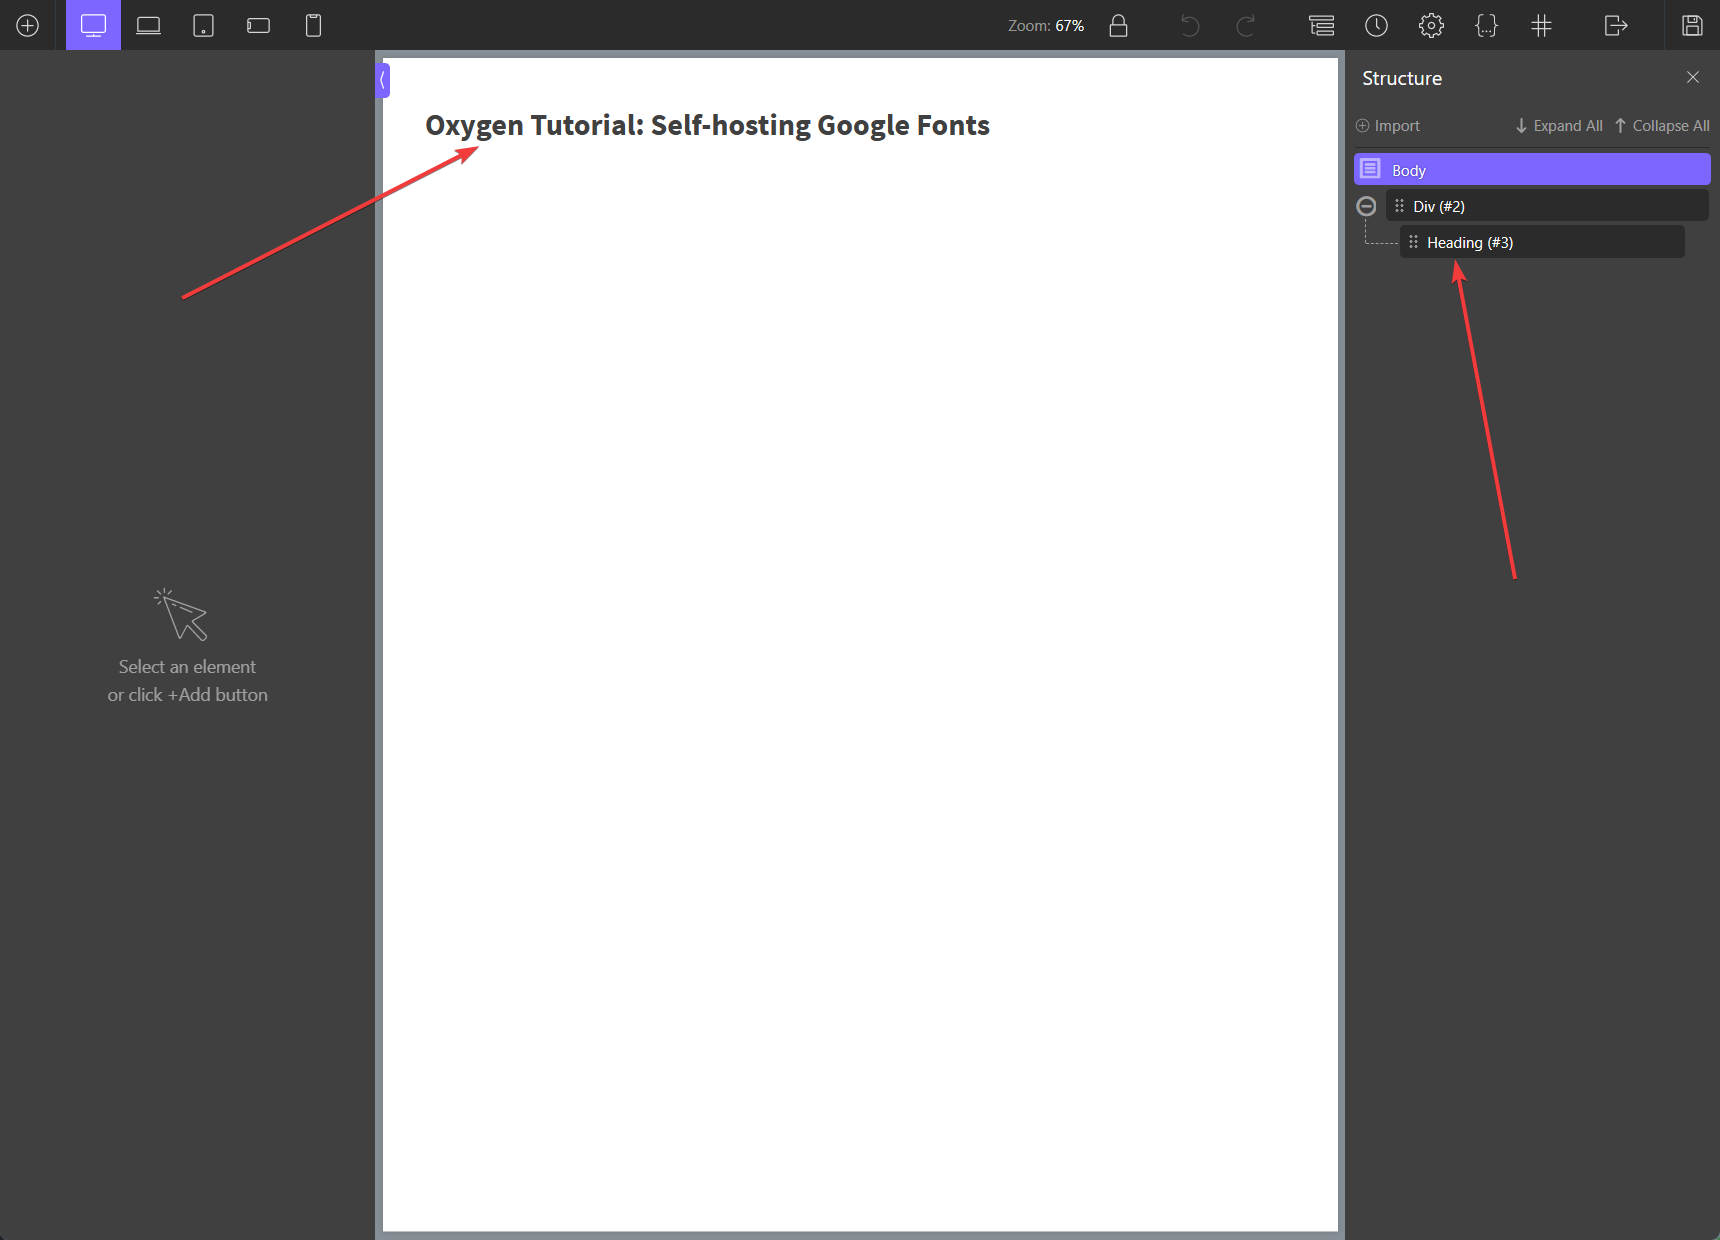 Zoom: 67%
Oxygen Tutorial: Self-hosting Google Fonts
Select an element
or click +Add button
Structure
Import
Expand All
Collapse All
Body
Div (#2)
Heading (#3)